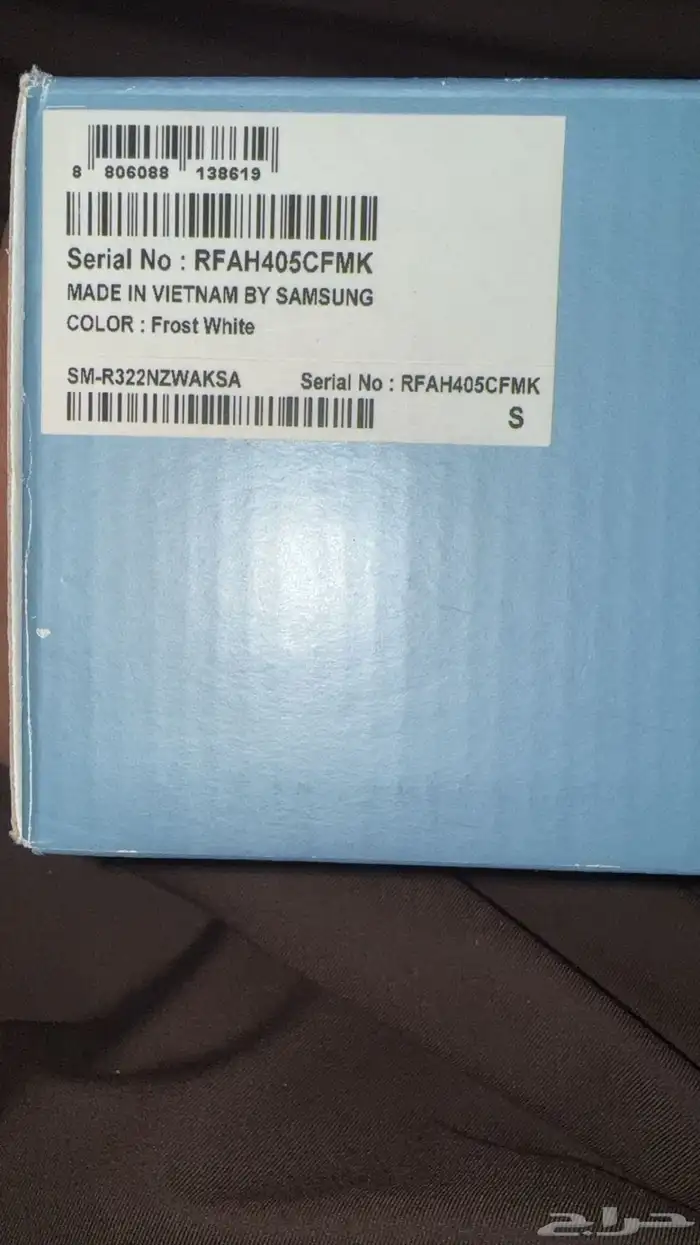 8 806088 138619
Serial No : RFAH405CFMK
MADE IN VIETNAM BY SAMSUNG
COLOR : Frost White
SM-R322NZWAKSA Serial No : RFAH405CFMK
S
حراج